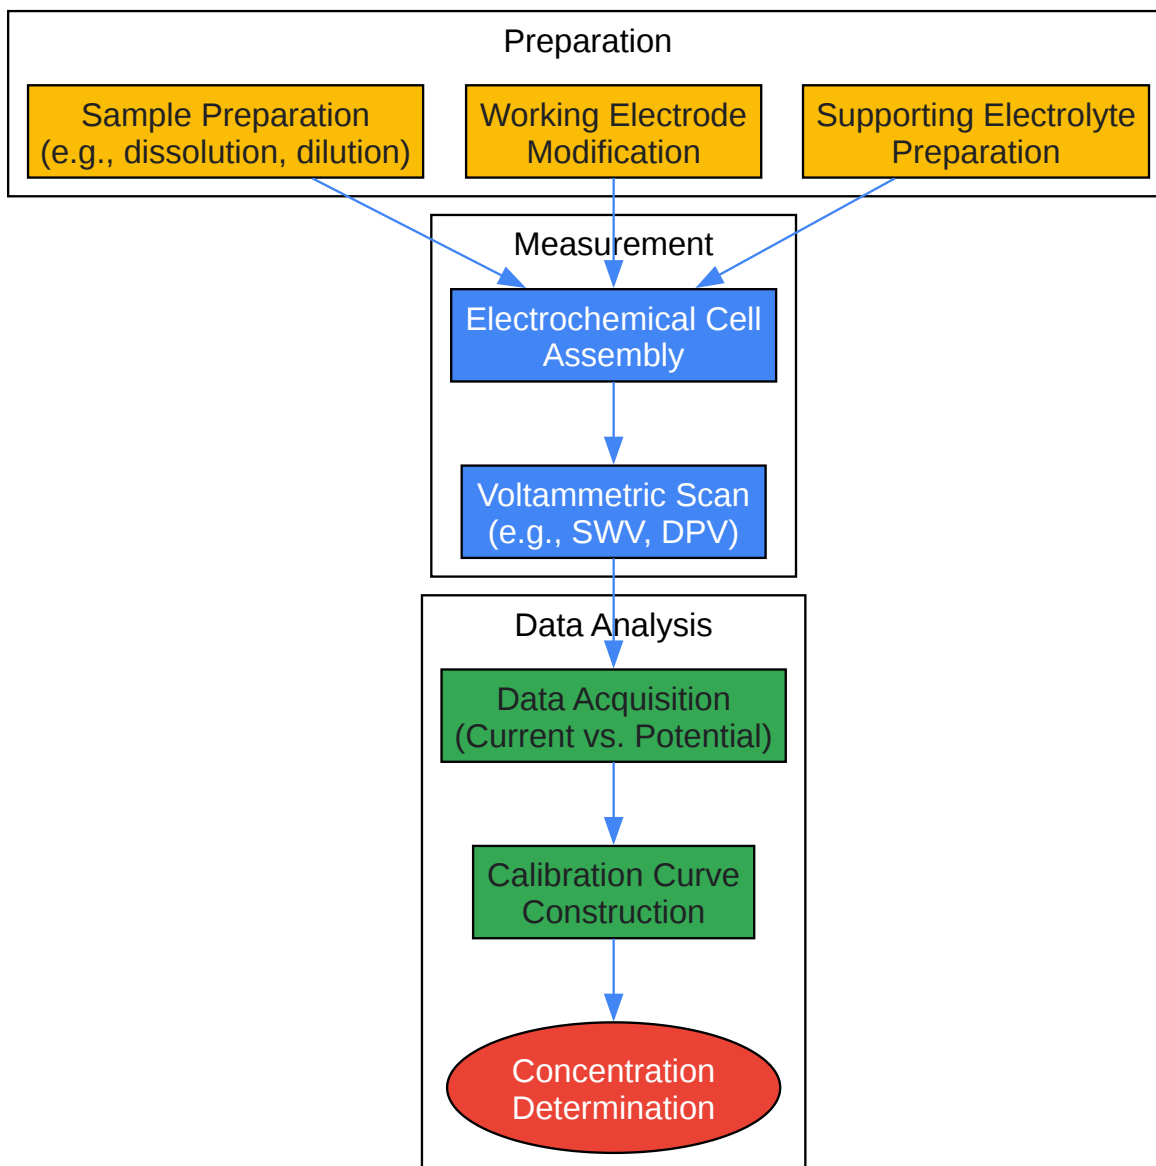 Preparation
Sample Preparation
(e.g., dissolution, dilution)
Working Electrode
Modification
Supporting Electrolyte
Preparation
Measurement
Electrochemical Cell
Assembly
Voltammetric Scan
(e.g., SWV, DPV)
Data Analysis
Data Acquisition
(Current vs. Potential)
Calibration Curve
Construction
Concentration
Determination